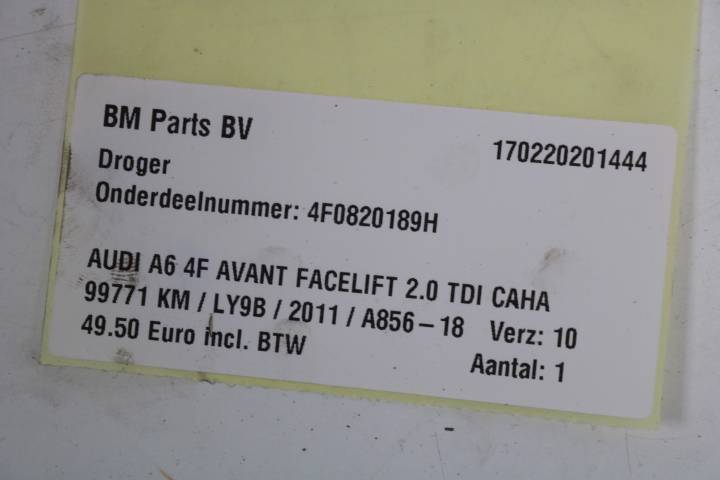 BM Parts BV 170220201444
Droger
Onderdeelnummer: 4F0820189H
AUDI A6 4F AVANT FACELIFT 2.0 TDI CAHA
99771 KM / LY9B / 2011 / A856-18 Verz: 10
49.50 Euro incl. BTW Aantal: 1